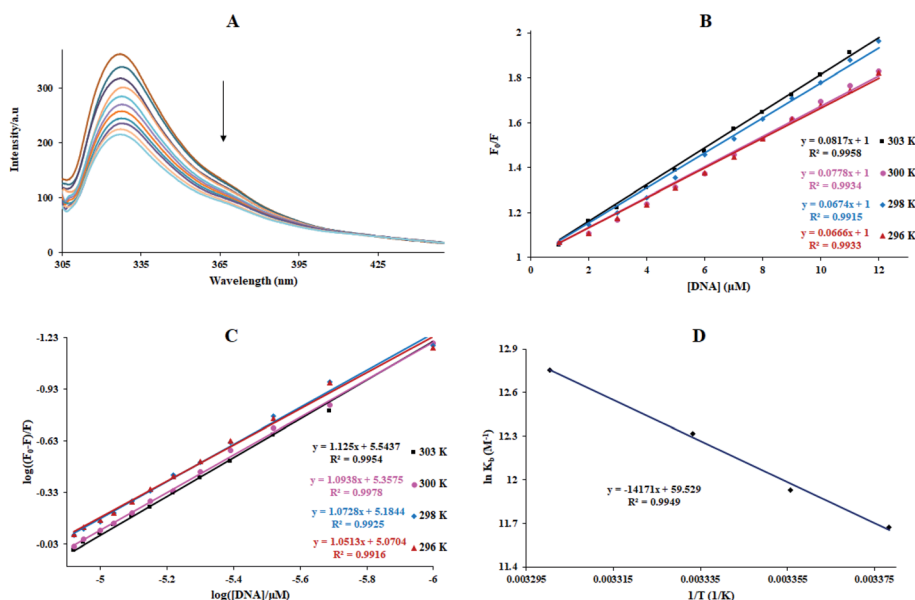 A
Intensity/a.u
300
200
100
0
305
335
365
395
425
Wavelength (nm)
B
F₀/F
2
1.8
1.6
1.4
1.2
1
0
2
4
6
8
10
12
[DNA] (µM)
y = 0.0817x + 1
R² = 0.9958
303 K
y = 0.0778x + 1
R² = 0.9934
300 K
y = 0.0674x + 1
R² = 0.9915
298 K
y = 0.0666x + 1
R² = 0.9933
296 K
C
log((F₀-F)/F)
-1.23
-0.93
-0.63
-0.33
-0.03
-5
-5.2
-5.4
-5.6
-5.8
-6
log([DNA]/µM)
y = 1.125x + 5.5437
R² = 0.9954
303 K
y = 1.0938x + 5.3575
R² = 0.9978
300 K
y = 1.0728x + 5.1844
R² = 0.9925
298 K
y = 1.0513x + 5.0704
R² = 0.9916
296 K
D
ln K_b (M⁻¹)
12.9
12.6
12.3
12
11.7
11.4
0.003295
0.003315
0.003335
0.003355
0.003375
1/T (1/K)
y = -14171x + 59.529
R² = 0.9949